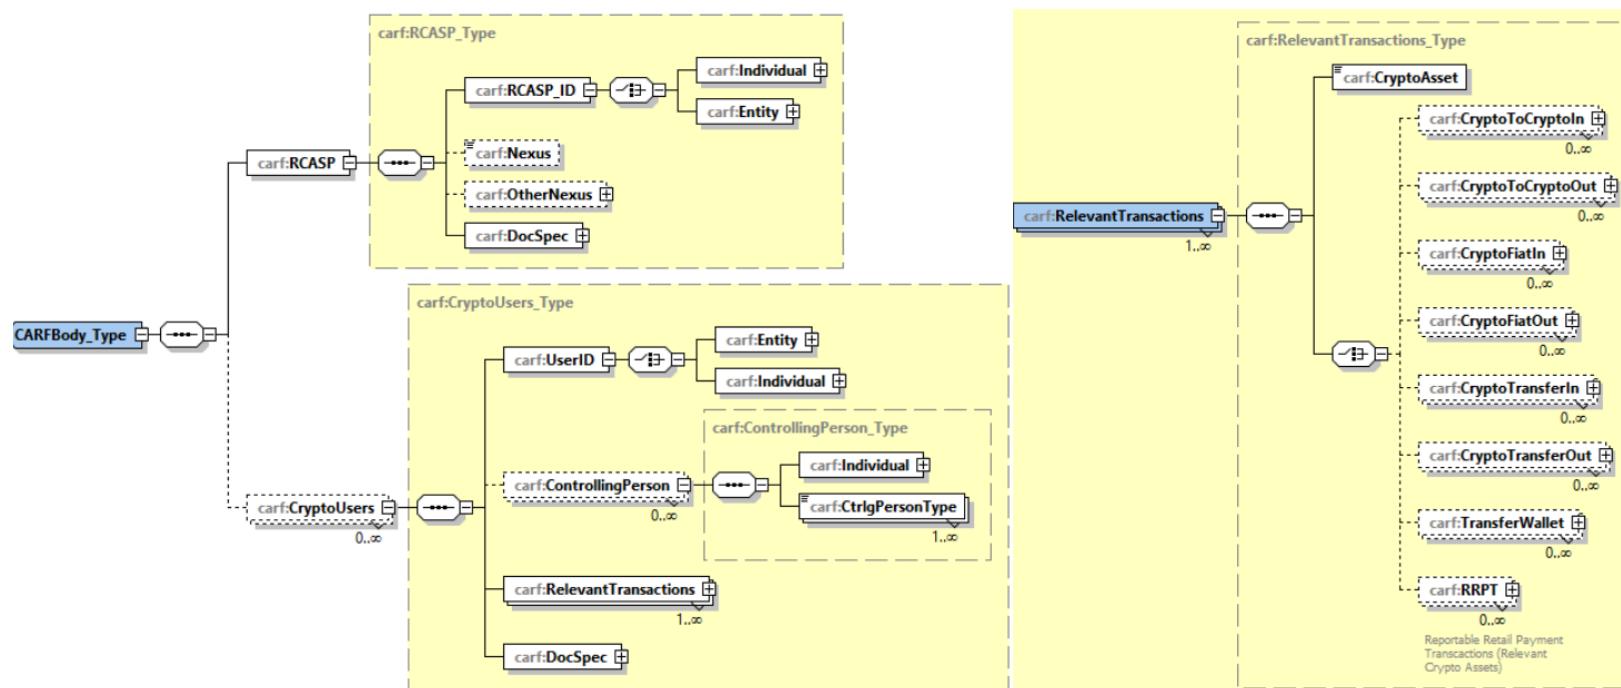 carf:RCASP_Type
carf:RCASP_ID
carf:Individual
carf:Entity
carf:Nexus
carf:OtherNexus
carf:DocSpec
carf:RCASP
CARFBody_Type
carf:CryptoUsers
0..∞
carf:CryptoUsers_Type
carf:UserID
carf:Entity
carf:Individual
carf:ControllingPerson
0..∞
carf:ControllingPerson_Type
carf:Individual
carf:CtrlgPersonType
1..∞
carf:RelevantTransactions
1..∞
carf:DocSpec
carf:RelevantTransactions
1..∞
carf:RelevantTransactions_Type
carf:CryptoAsset
carf:CryptoToCryptoIn
0..∞
carf:CryptoToCryptoOut
0..∞
carf:CryptoFiatIn
0..∞
carf:CryptoFiatOut
0..∞
carf:CryptoTransferIn
0..∞
carf:CryptoTransferOut
0..∞
carf:TransferWallet
0..∞
carf:RRPT
0..∞
Reportable Retail Payment
Transcactions (Relevant
Crypto Assets)